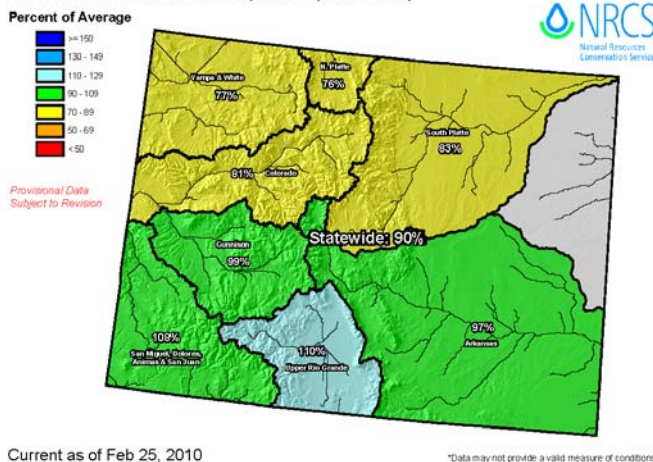 Percent of Average
>= 150
130 - 149
110 - 129
90 - 109
70 - 89
50 - 69
< 50
Provisional Data
Subject to Revision
NRCS
Natural Resources
Conservation Service
Yampa & White
77%
N. Platte
76%
South Platte
83%
81%
Colorado
Statewide: 90%
Gunnison
99%
108%
San Miguel, Dolores,
Animas & San Juan
110%
Upper Rio Grande
97%
Arkansas
Current as of Feb 25, 2010
*Data may not provide a valid measure of conditions